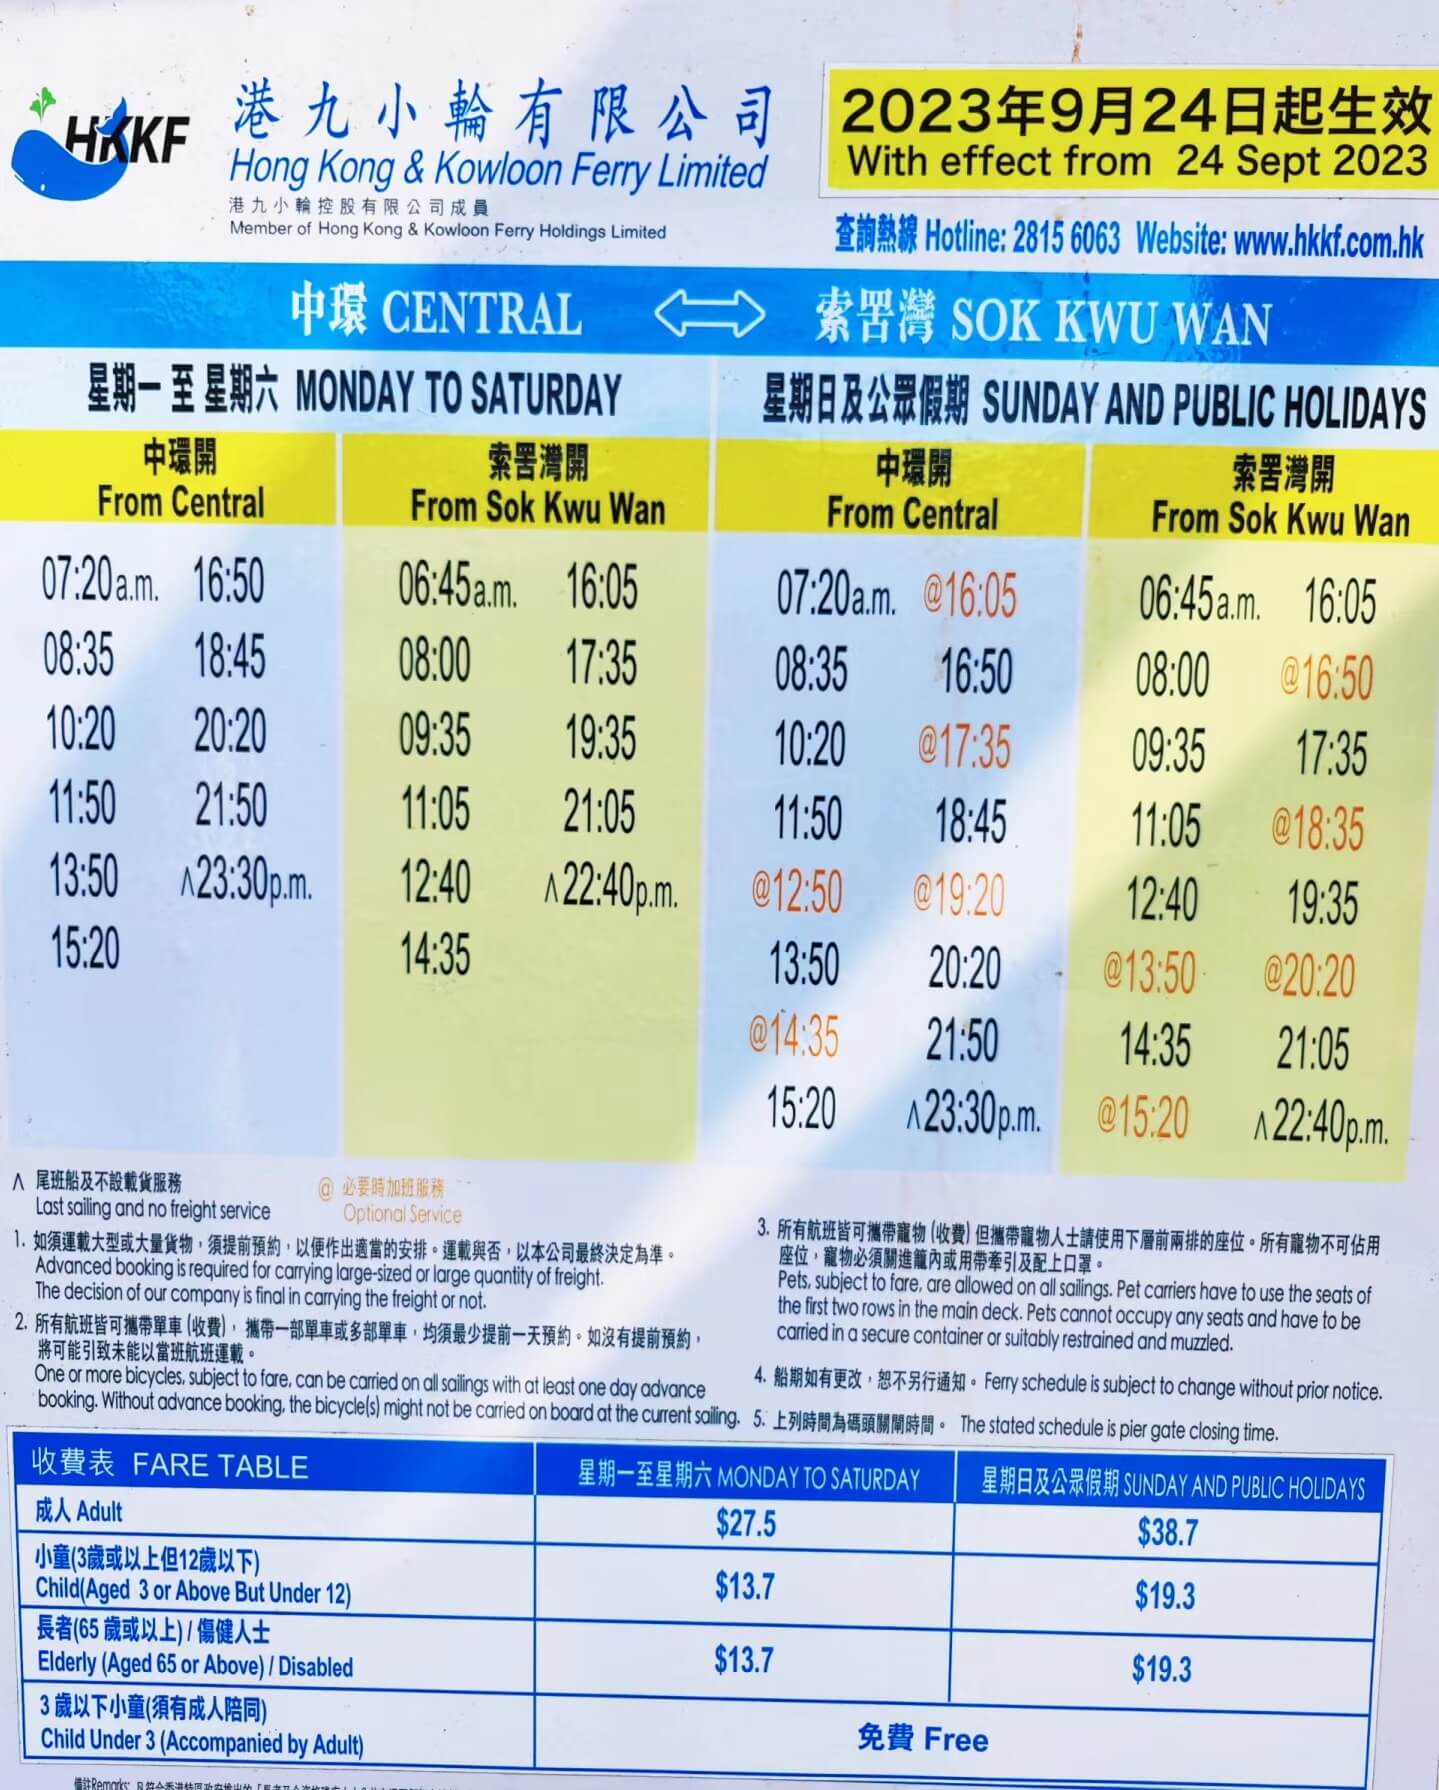 HKKF
港九小輪有限公司
Hong Kong & Kowloon Ferry Limited
港九小輪控股有限公司成員
Member of Hong Kong & Kowloon Ferry Holdings Limited
2023年9月24日起生效
With effect from 24 Sept 2023
查詢熱線 Hotline: 2815 6063 Website: www.hkkf.com.hk
中環 CENTRAL ⇔ 索罟灣 SOK KWU WAN
星期一至星期六 MONDAY TO SATURDAY
中環開
From Central
07:20a.m. 16:50
08:35 18:45
10:20 20:20
11:50 21:50
13:50 ∧23:30p.m.
15:20
索罟灣開
From Sok Kwu Wan
06:45a.m. 16:05
08:00 17:35
09:35 19:35
11:05 21:05
12:40 ∧22:40p.m.
14:35
星期日及公眾假期 SUNDAY AND PUBLIC HOLIDAYS
中環開
From Central
07:20a.m. @16:05
08:35 16:50
10:20 @17:35
11:50 18:45
@12:50 @19:20
13:50 20:20
@14:35 21:50
15:20 ∧23:30p.m.
索罟灣開
From Sok Kwu Wan
06:45a.m. 16:05
08:00 @16:50
09:35 17:35
11:05 @18:35
12:40 19:35
@13:50 @20:20
14:35 21:05
@15:20 ∧22:40p.m.
∧ 尾班船及不設載貨服務
Last sailing and no freight service
@ 必要時加班服務
Optional Service
1. 如須運載大型或大量貨物，須提前預約，以便作出適當的安排。運載與否，以本公司最終決定為準。
Advanced booking is required for carrying large-sized or large quantity of freight.
The decision of our company is final in carrying the freight or not.
2. 所有航班皆可攜帶單車 (收費)，攜帶一部單車或多部單車，均須最少提前一天預約。如沒有提前預約，
將可能引致未能以當班航班運載。
One or more bicycles, subject to fare, can be carried on all sailings with at least one day advance
booking. Without advance booking, the bicycle(s) might not be carried on board at the current sailing.
3. 所有航班皆可攜帶寵物 (收費) 但攜帶寵物人士請使用下層前兩排的座位。所有寵物不可佔用
座位，寵物必須關進籠內或用帶牽引及配上口罩。
Pets, subject to fare, are allowed on all sailings. Pet carriers have to use the seats of
the first two rows in the main deck. Pets cannot occupy any seats and have to be
carried in a secure container or suitably restrained and muzzled.
4. 船期如有更改，恕不另行通知。 Ferry schedule is subject to change without prior notice.
5. 上列時間為碼頭關閘時間。 The stated schedule is pier gate closing time.
收費表 FARE TABLE 星期一至星期六 MONDAY TO SATURDAY 星期日及公眾假期 SUNDAY AND PUBLIC HOLIDAYS
成人 Adult $27.5 $38.7
小童(3歲或以上但12歲以下)
Child(Aged 3 or Above But Under 12) $13.7 $19.3
長者(65 歲或以上) / 傷健人士
Elderly (Aged 65 or Above) / Disabled $13.7 $19.3
3 歲以下小童(須有成人陪同)
Child Under 3 (Accompanied by Adult) 免費 Free
備註Remarks: